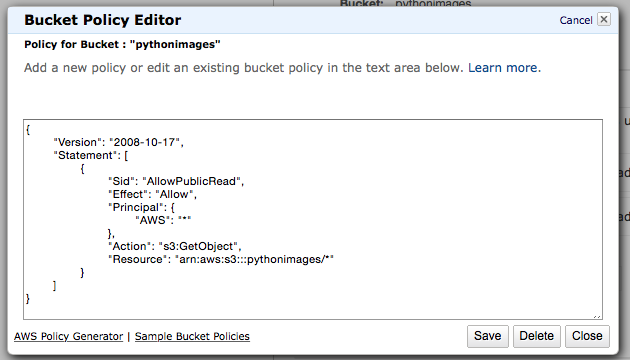 Bucket: pythonimages
Bucket Policy Editor
Cancel
Policy for Bucket : "pythonimages"
Add a new policy or edit an existing bucket policy in the text area below. Learn more.
{
"Version": "2008-10-17",
"Statement": [
{
"Sid": "AllowPublicRead",
"Effect": "Allow",
"Principal": {
"AWS": "*"
},
"Action": "s3:GetObject",
"Resource": "arn:aws:s3:::pythonimages/*"
}
]
}
AWS Policy Generator | Sample Bucket Policies
Save Delete Close